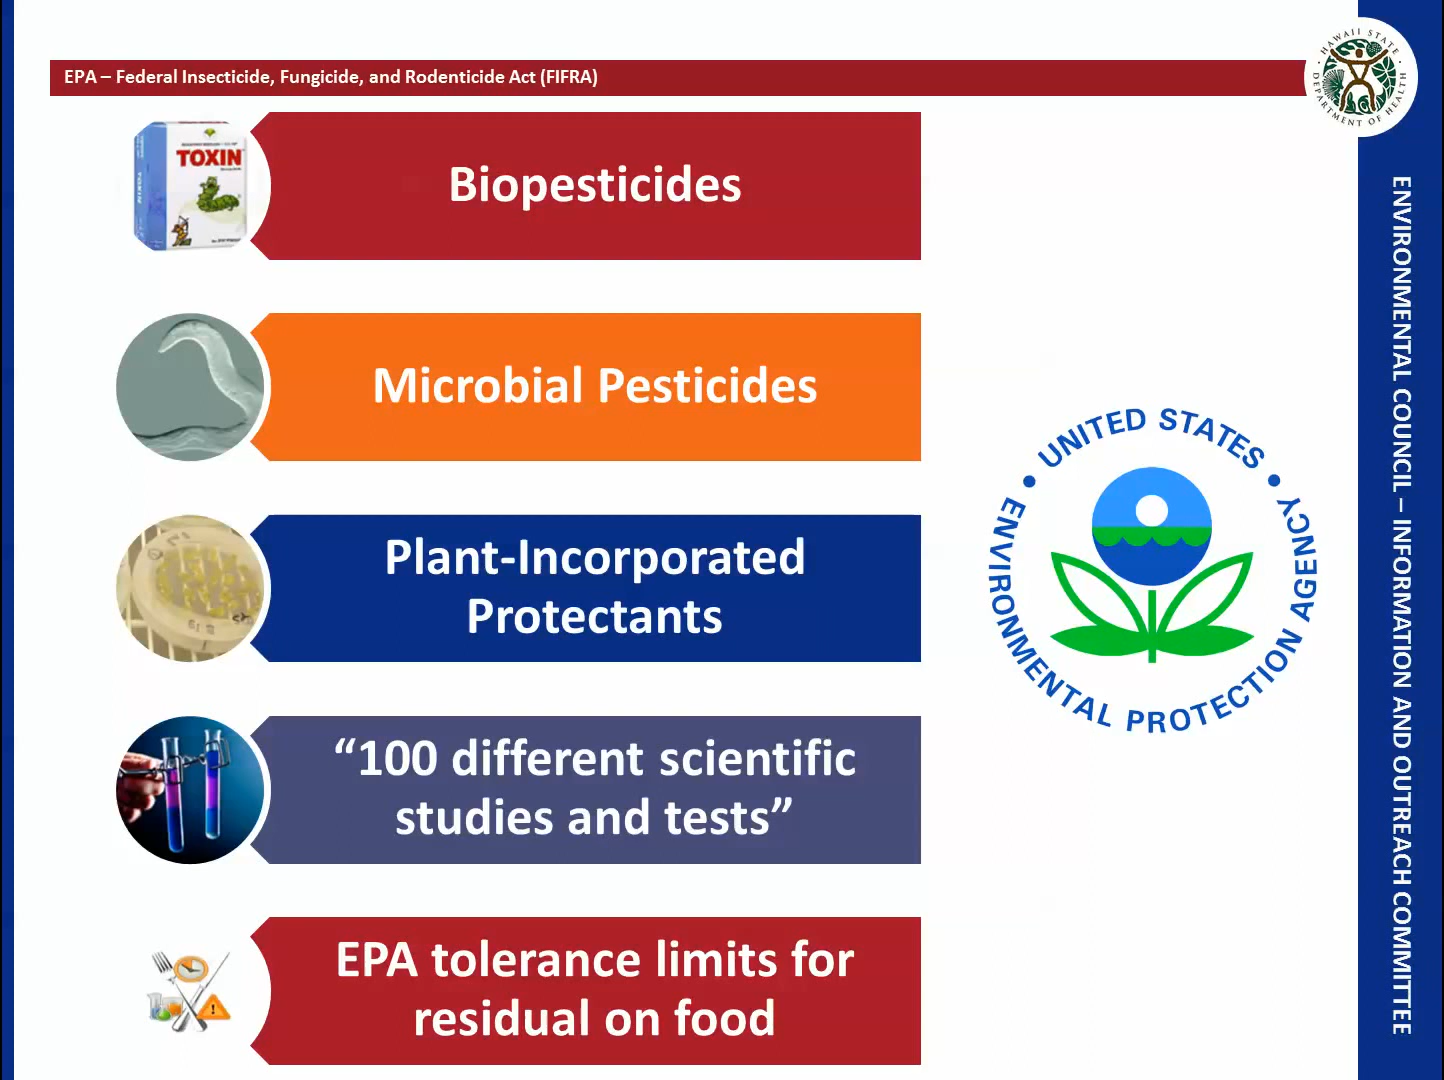 EPA – Federal Insecticide, Fungicide, and Rodenticide Act (FIFRA)
HAWAII STATE
DEPARTMENT OF HEALTH
TOXIN
Biopesticides
Microbial Pesticides
Plant-Incorporated
Protectants
“100 different scientific
studies and tests”
EPA tolerance limits for
residual on food
UNITED STATES
ENVIRONMENTAL PROTECTION AGENCY
ENVIRONMENTAL COUNCIL – INFORMATION AND OUTREACH COMMITTEE